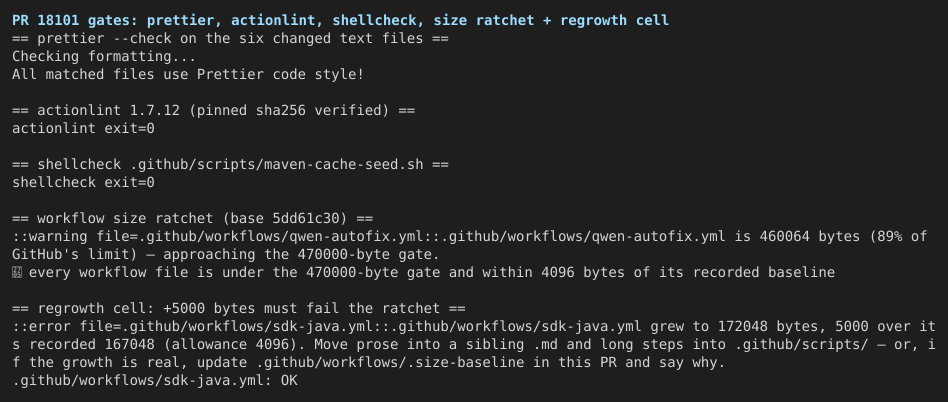 PR 18101 gates: prettier, actionlint, shellcheck, size ratchet + regrowth cell
== prettier --check on the six changed text files ==
Checking formatting...
All matched files use Prettier code style!
== actionlint 1.7.12 (pinned sha256 verified) ==
actionlint exit=0
== shellcheck .github/scripts/maven-cache-seed.sh ==
shellcheck exit=0
== workflow size ratchet (base 5dd61c30) ==
::warning file=.github/workflows/qwen-autofix.yml::.github/workflows/qwen-autofix.yml is 460064 bytes (89% of
GitHub's limit) — approaching the 470000-byte gate.
every workflow file is under the 470000-byte gate and within 4096 bytes of its recorded baseline
== regrowth cell: +5000 bytes must fail the ratchet ==
::error file=.github/workflows/sdk-java.yml::.github/workflows/sdk-java.yml grew to 172048 bytes, 5000 over it
s recorded 167048 (allowance 4096). Move prose into a sibling .md and long steps into .github/scripts/ — or, i
f the growth is real, update .github/workflows/.size-baseline in this PR and say why.
.github/workflows/sdk-java.yml: OK